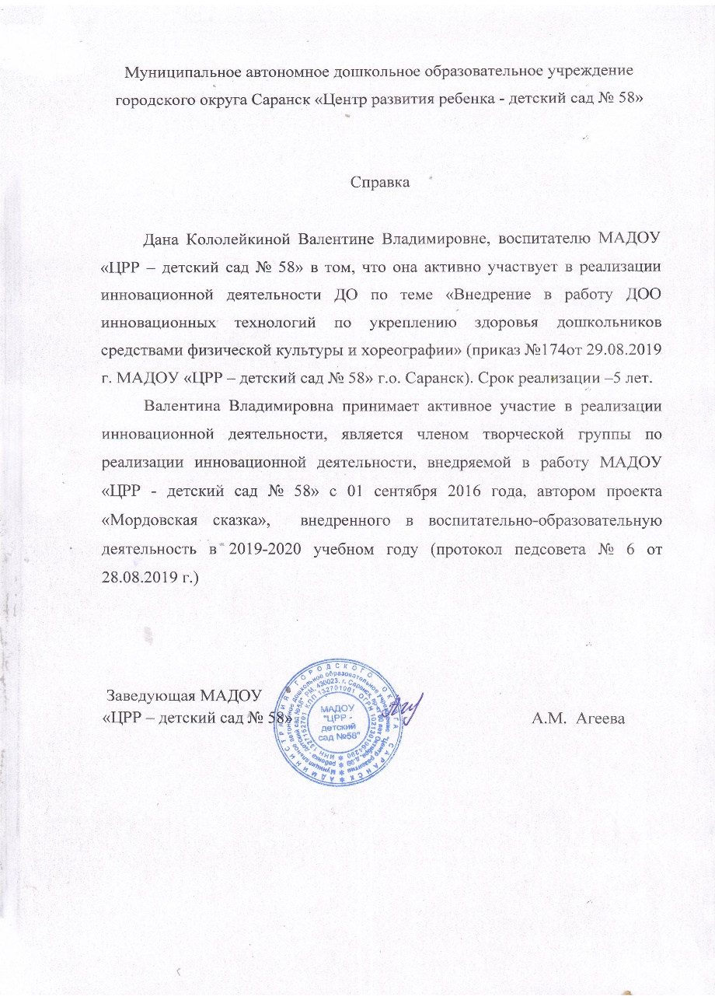 Муниципальное автономное дошкольное образовательное учреждение
городского округа Саранск «Центр развития ребенка - детский сад № 58»
Справка
Дана Кололейкиной Валентине Владимировне, воспитателю МАДОУ
«ЦРР – детский сад № 58» в том, что она активно участвует в реализации
инновационной деятельности ДО по теме «Внедрение в работу ДОО
инновационных технологий по укреплению здоровья дошкольников
средствами физической культуры и хореографии» (приказ №174от 29.08.2019
г. МАДОУ «ЦРР – детский сад № 58» г.о. Саранск). Срок реализации –5 лет.
Валентина Владимировна принимает активное участие в реализации
инновационной деятельности, является членом творческой группы по
реализации инновационной деятельности, внедряемой в работу МАДОУ
«ЦРР - детский сад № 58» с 01 сентября 2016 года, автором проекта
«Мордовская сказка», внедренного в воспитательно-образовательную
деятельность в 2019-2020 учебном году (протокол педсовета № 6 от
28.08.2019 г.)
Заведующая МАДОУ
«ЦРР – детский сад № 58» А.М. Агеева
АДМИНИСТРАЦИЯ ГОРОДСКОГО ОКРУГА САРАНСК
МАДОУ
"ЦРР -
детский
сад №58"